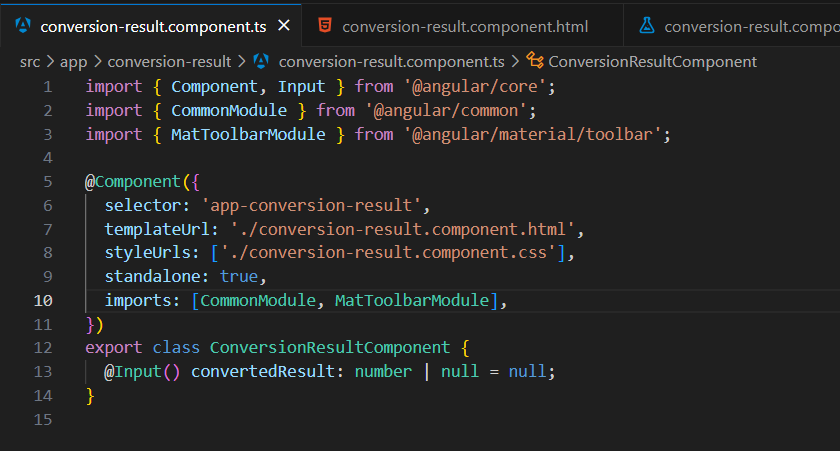 conversion-result.component.ts conversion-result.component.html conversion-result.compo
src > app > conversion-result > conversion-result.component.ts > ConversionResultComponent
1 import { Component, Input } from '@angular/core';
2 import { CommonModule } from '@angular/common';
3 import { MatToolbarModule } from '@angular/material/toolbar';
4
5 @Component({
6 selector: 'app-conversion-result',
7 templateUrl: './conversion-result.component.html',
8 styleUrls: ['./conversion-result.component.css'],
9 standalone: true,
10 imports: [CommonModule, MatToolbarModule],
11 })
12 export class ConversionResultComponent {
13 @Input() convertedResult: number | null = null;
14 }
15